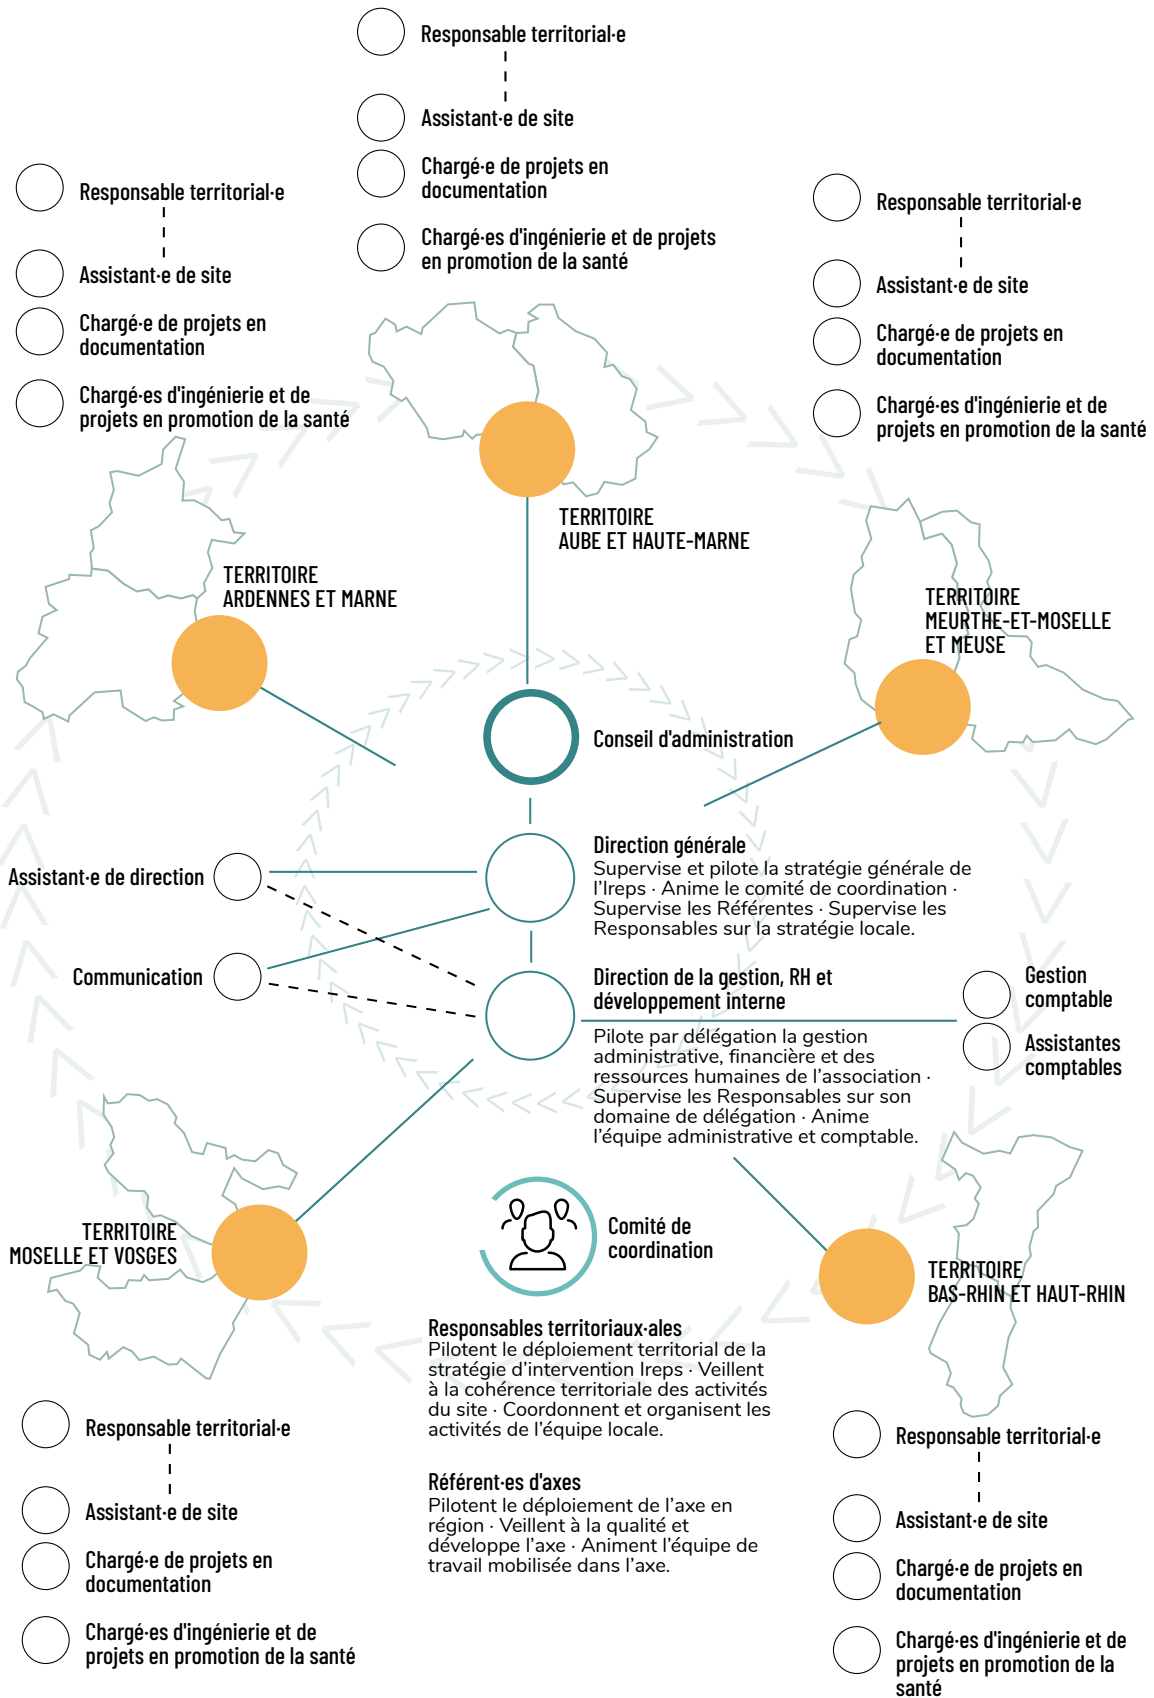 Responsable territorial·e
Assistant·e de site
Chargé·e de projets en
documentation
Chargé·es d'ingénierie et de projets
en promotion de la santé
Responsable territorial·e
Assistant·e de site
Chargé·e de projets en
documentation
Chargé·es d'ingénierie et de
projets en promotion de la santé
Responsable territorial·e
Assistant·e de site
Chargé·e de projets en
documentation
Chargé·es d'ingénierie et de
projets en promotion de la santé
TERRITOIRE
AUBE ET HAUTE-MARNE
TERRITOIRE
ARDENNES ET MARNE
TERRITOIRE
MEURTHE-ET-MOSELLE
ET MEUSE
Conseil d'administration
Direction générale
Supervise et pilote la stratégie générale de
l’Ireps · Anime le comité de coordination ·
Supervise les Référentes · Supervise les
Responsables sur la stratégie locale.
Assistant·e de direction
Communication
Direction de la gestion, RH et
développement interne
Pilote par délégation la gestion
administrative, financière et des
ressources humaines de l’association ·
Supervise les Responsables sur son
domaine de délégation · Anime
l’équipe administrative et comptable.
Gestion
comptable
Assistantes
comptables
TERRITOIRE
MOSELLE ET VOSGES
Comité de
coordination
TERRITOIRE
BAS-RHIN ET HAUT-RHIN
Responsables territoriaux·ales
Pilotent le déploiement territorial de la
stratégie d’intervention Ireps · Veillent
à la cohérence territoriale des activités
du site · Coordonnent et organisent les
activités de l’équipe locale.
Référent·es d'axes
Pilotent le déploiement de l’axe en
région · Veillent à la qualité et
développe l’axe · Animent l’équipe de
travail mobilisée dans l’axe.
Responsable territorial·e
Assistant·e de site
Chargé·e de projets en
documentation
Chargé·es d'ingénierie et de
projets en promotion de la santé
Responsable territorial·e
Assistant·e de site
Chargé·e de projets en
documentation
Chargé·es d'ingénierie et de
projets en promotion de la
santé